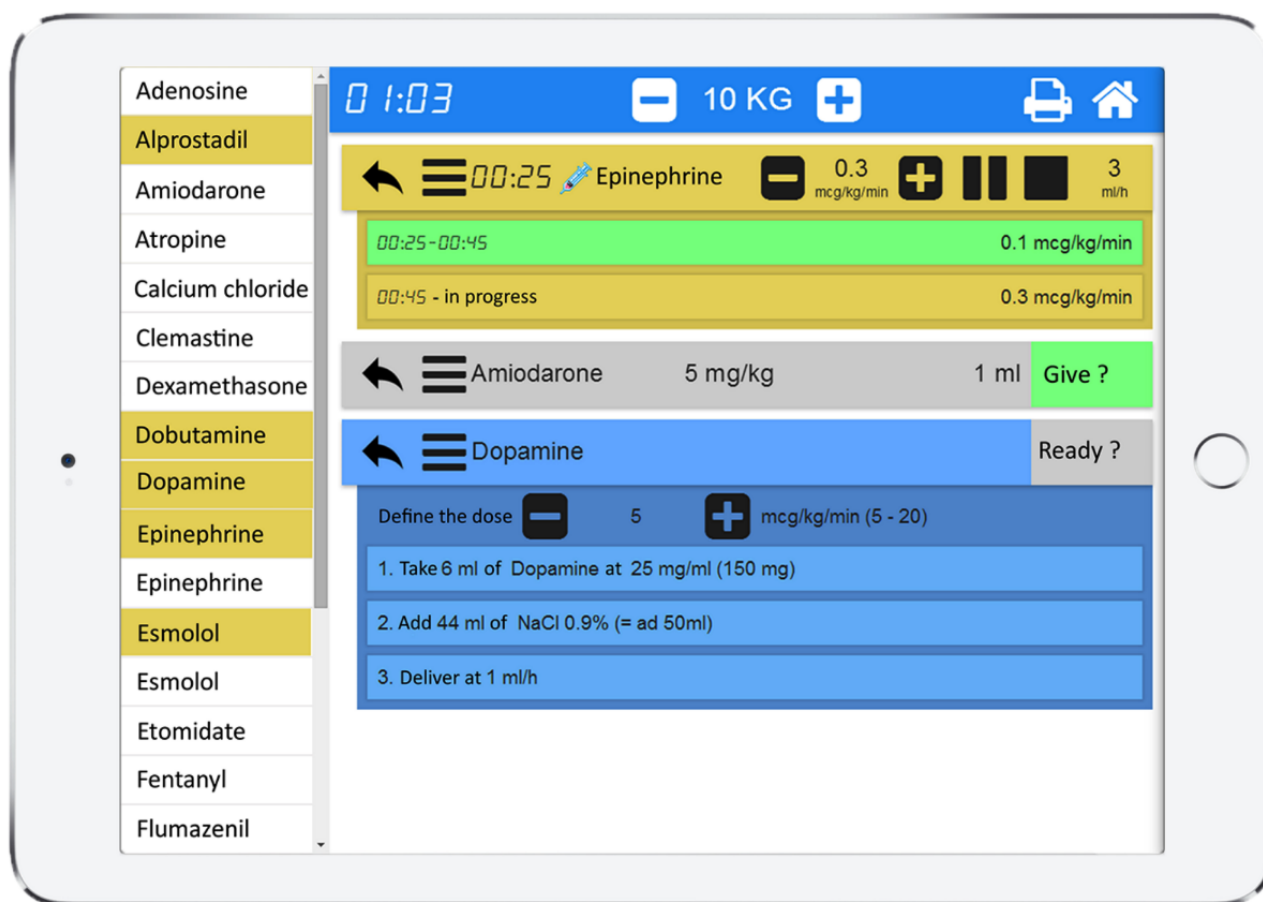 Adenosine
Alprostadil
Amiodarone
Atropine
Calcium chloride
Clemastine
Dexamethasone
Dobutamine
Dopamine
Epinephrine
Epinephrine
Esmolol
Esmolol
Etomidate
Fentanyl
Flumazenil
01:03 10 KG
00:25 Epinephrine 0.3 mcg/kg/min 3 ml/h
00:25-00:45 0.1 mcg/kg/min
00:45 - in progress 0.3 mcg/kg/min
Amiodarone 5 mg/kg 1 ml Give ?
Dopamine Ready ?
Define the dose 5 mcg/kg/min (5 - 20)
1. Take 6 ml of Dopamine at 25 mg/ml (150 mg)
2. Add 44 ml of NaCl 0.9% (= ad 50ml)
3. Deliver at 1 ml/h